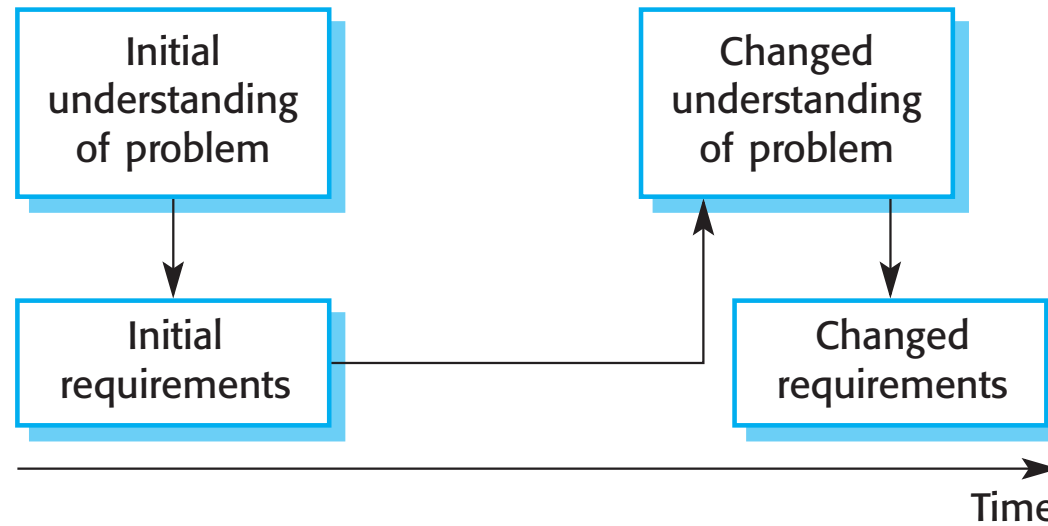 Initial
understanding
of problem
Changed
understanding
of problem
Initial
requirements
Changed
requirements
Time